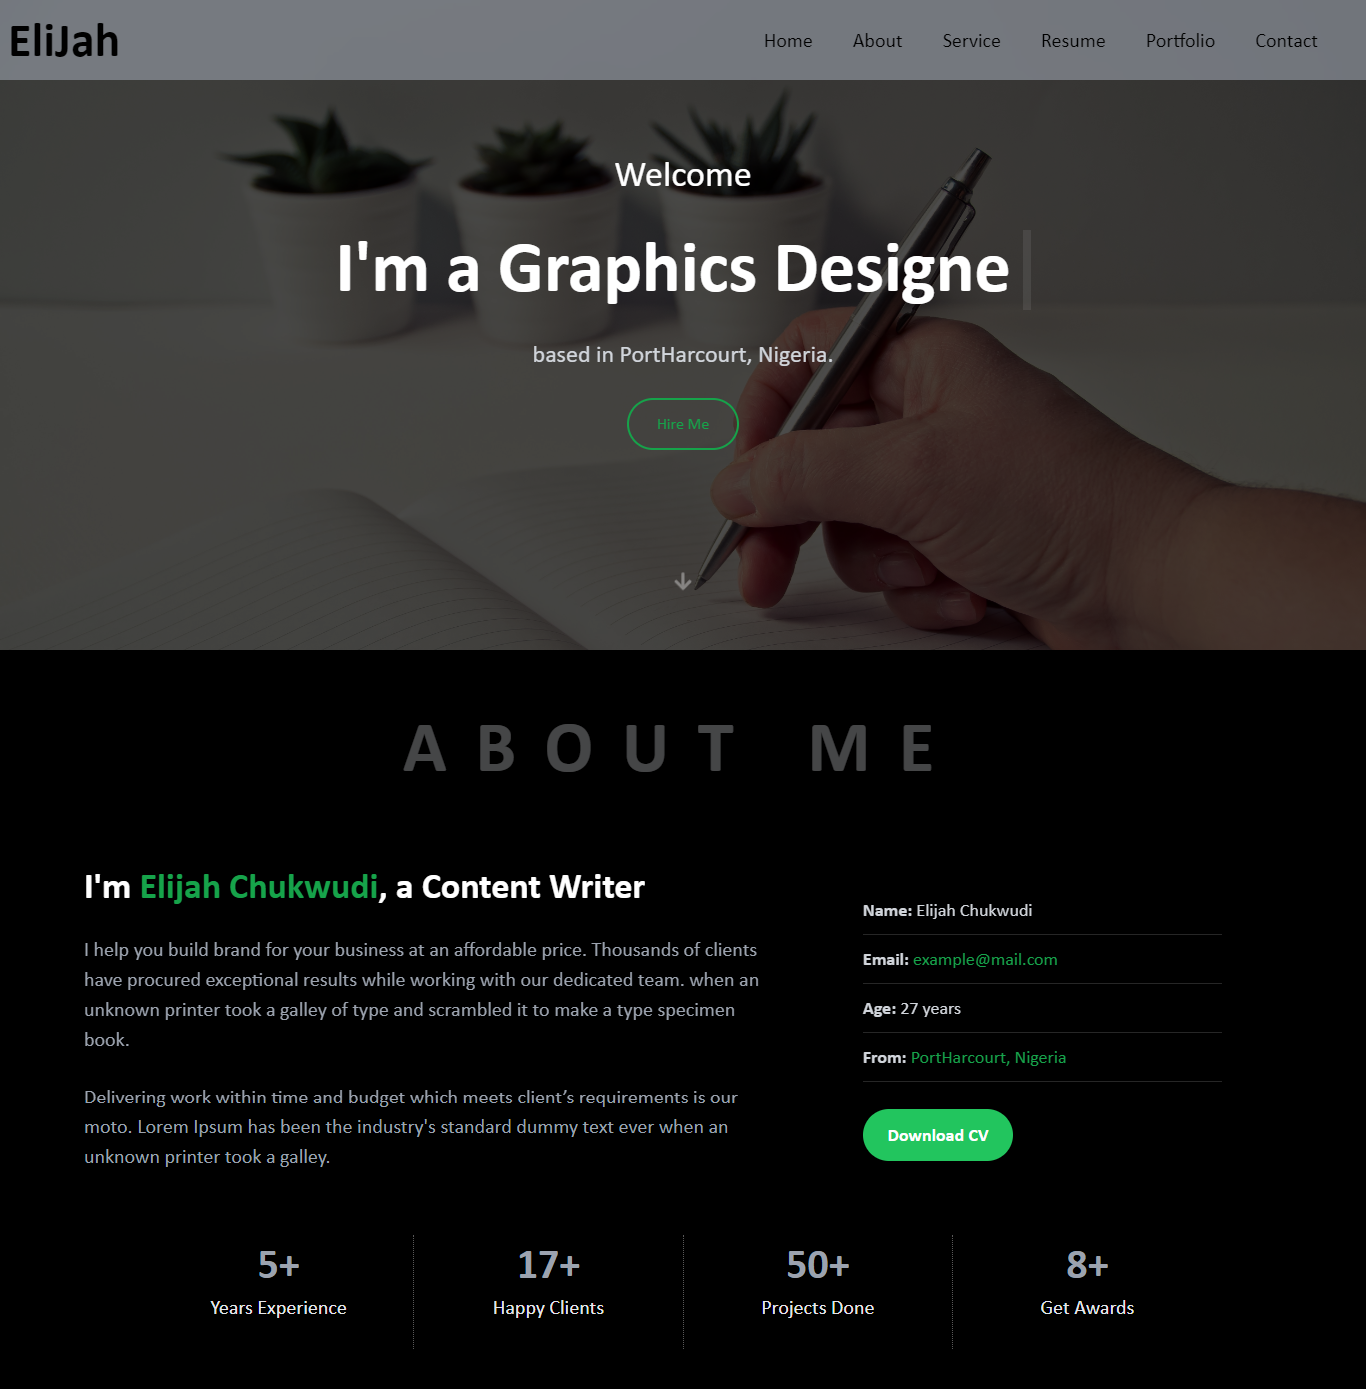 EliJah
Home About Service Resume Portfolio Contact
Welcome
I'm a Graphics Designe
based in PortHarcourt, Nigeria.
Hire Me
ABOUT ME
I'm Elijah Chukwudi, a Content Writer
I help you build brand for your business at an affordable price. Thousands of clients
have procured exceptional results while working with our dedicated team. when an
unknown printer took a galley of type and scrambled it to make a type specimen
book.
Delivering work within time and budget which meets client’s requirements is our
moto. Lorem Ipsum has been the industry's standard dummy text ever when an
unknown printer took a galley.
Name: Elijah Chukwudi
Email: example@mail.com
Age: 27 years
From: PortHarcourt, Nigeria
Download CV
5+
Years Experience
17+
Happy Clients
50+
Projects Done
8+
Get Awards